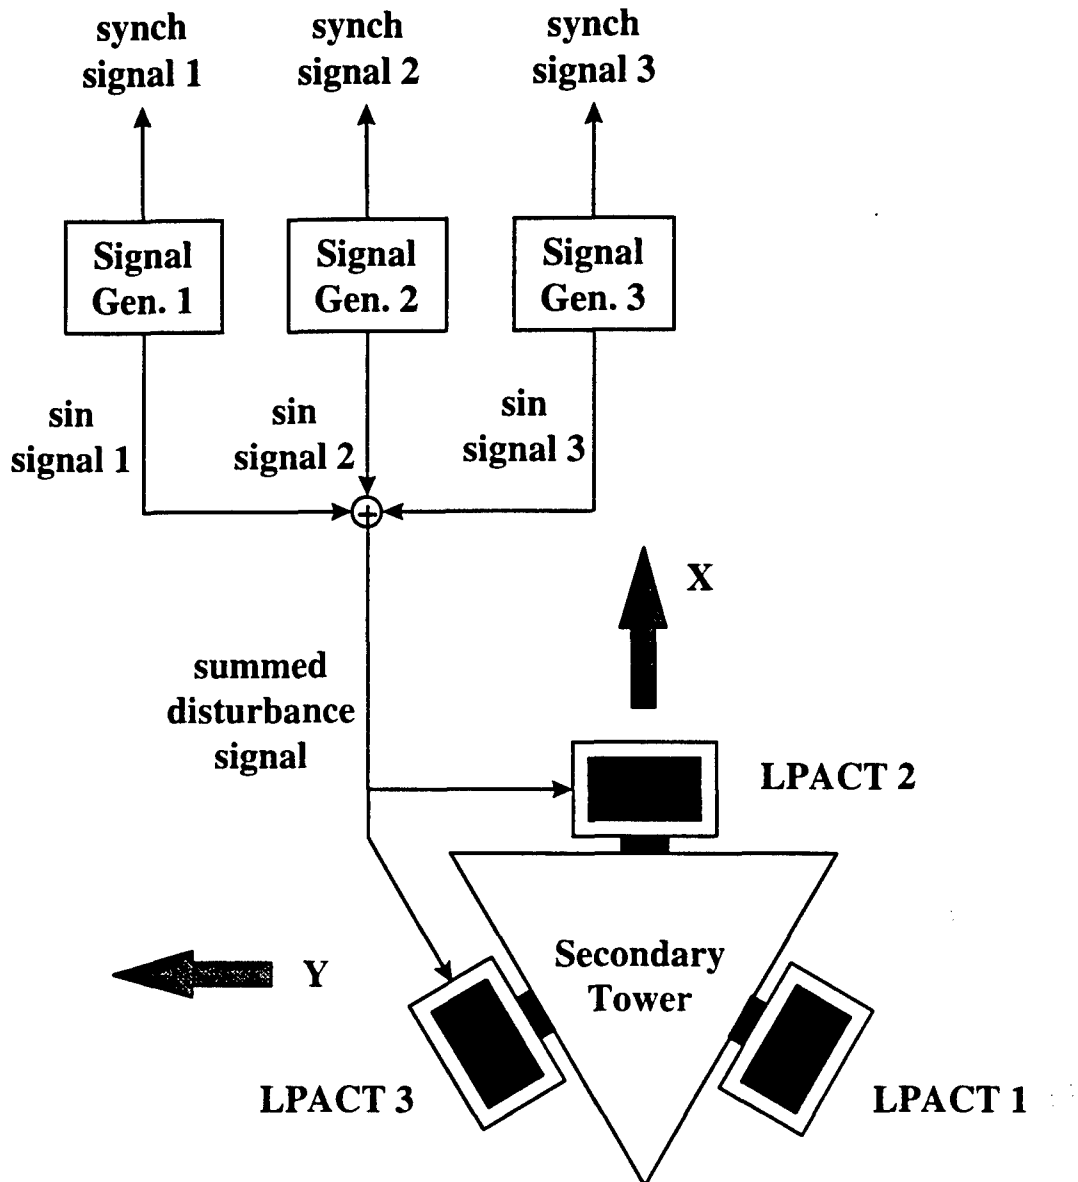 synch
signal 1
synch
signal 2
synch
signal 3
Signal
Gen. 1
Signal
Gen. 2
Signal
Gen. 3
sin
signal 1
sin
signal 2
sin
signal 3
+
X
summed
disturbance
signal
LPACT 2
Secondary
Tower
Y
LPACT 3
LPACT 1